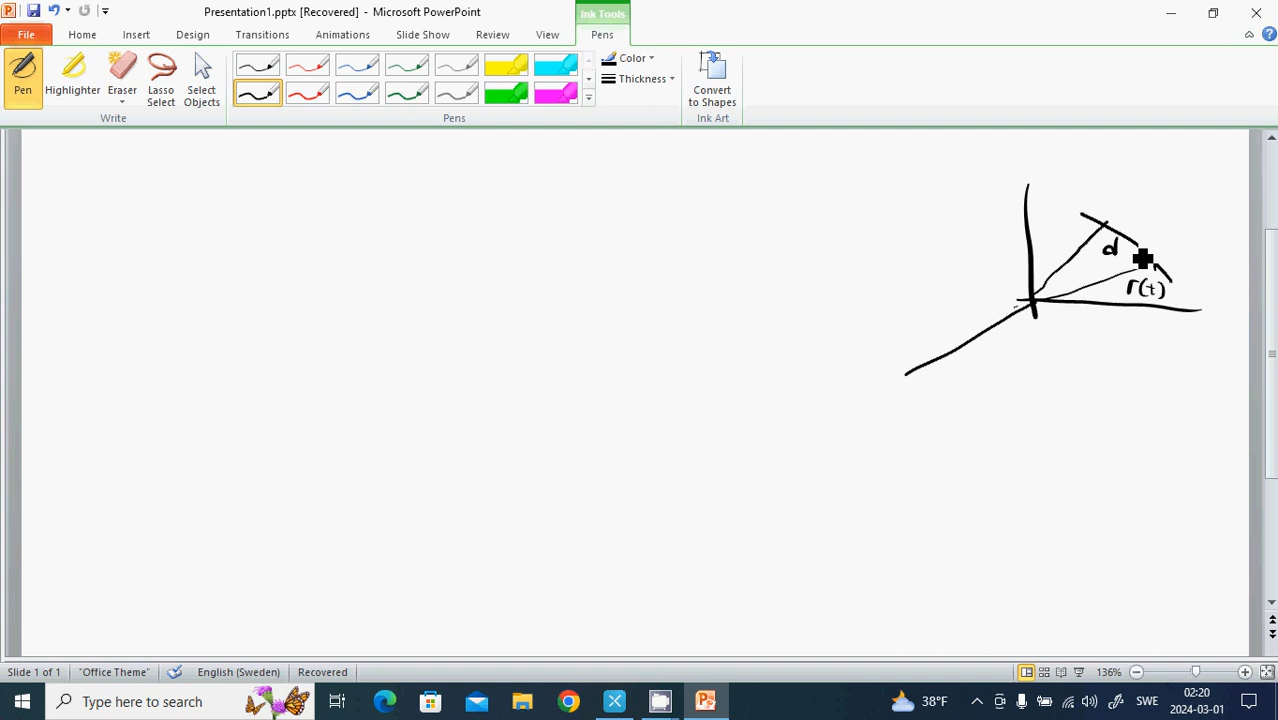 Presentation1.pptx [Recovered] - Microsoft PowerPoint
Ink Tools
File Home Insert Design Transitions Animations Slide Show Review View Pens
Pen
Highlighter
Eraser
Lasso Select
Select Objects
Color
Thickness
Convert to Shapes
Write
Pens
Ink Art
d
r(t)
Slide 1 of 1 "Office Theme" English (Sweden) Recovered 136%
Type here to search 38°F SWE 02:20
2024-03-01